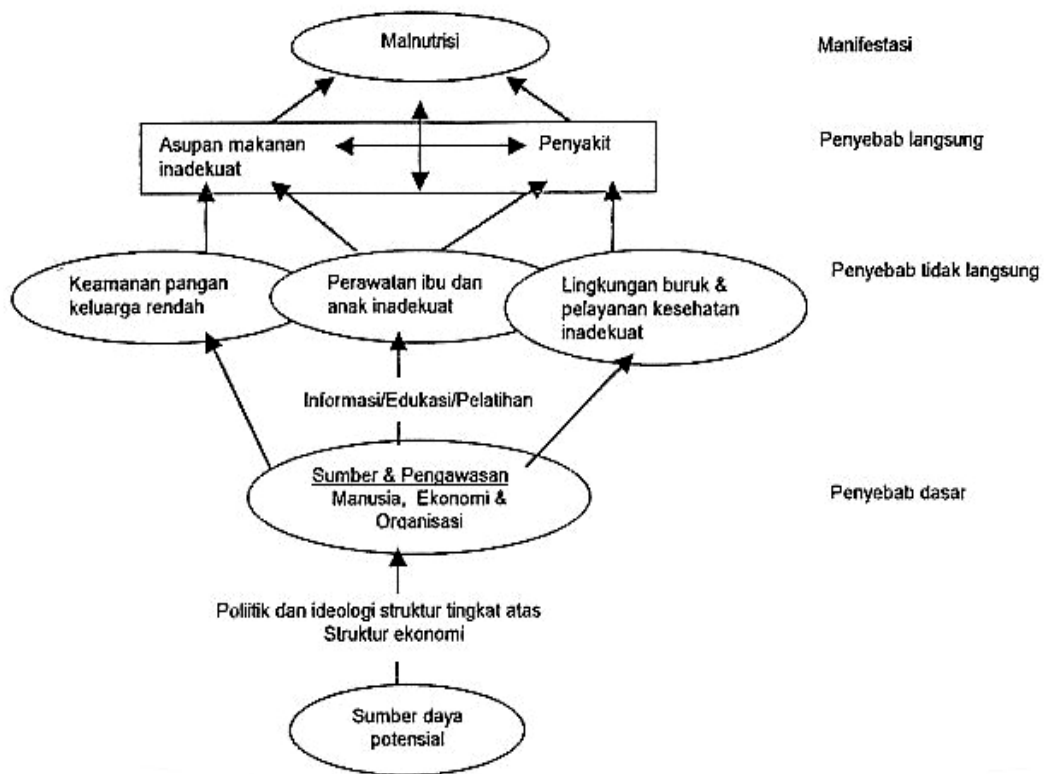 Malnutrisi
Manifestasi
Asupan makanan
inadekuat
Penyakit
Penyebab langsung
Keamanan pangan
keluarga rendah
Perawatan ibu dan
anak inadekuat
Lingkungan buruk &
pelayanan kesehatan
inadekuat
Penyebab tidak langsung
Informasi/Edukasi/Pelatihan
Sumber & Pengawasan
Manusia, Ekonomi &
Organisasi
Penyebab dasar
Poliitik dan ideologi struktur tingkat atas
Struktur ekonomi
Sumber daya
potensial